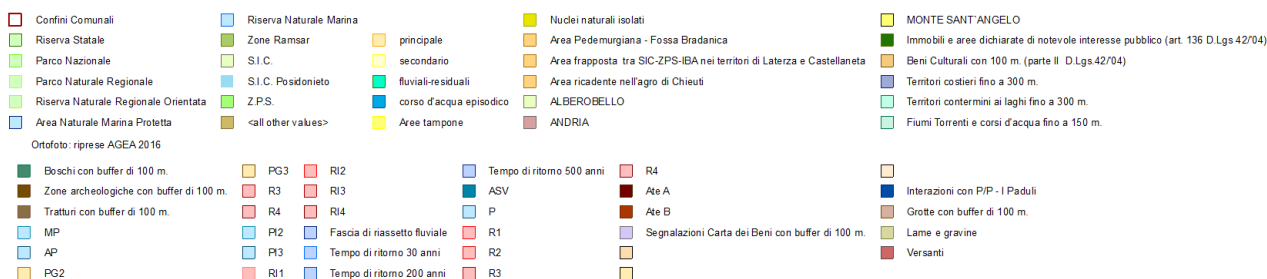 Confini Comunali
Riserva Statale
Parco Nazionale
Parco Naturale Regionale
Riserva Naturale Regionale Orientata
Area Naturale Marina Protetta
Ortofoto: riprese AGEA 2016
Riserva Naturale Marina
Zone Ramsar
S.I.C.
S.I.C. Posidonieto
Z.P.S.
<all other values>
principale
secondario
fluviali-residuali
corso d'acqua episodico
Aree tampone
Nuclei naturali isolati
Area Pedemurgiana - Fossa Bradanica
Area frapposta tra SIC-ZPS-IBA nei territori di Laterza e Castellaneta
Area ricadente nell'agro di Chieuti
ALBEROBELLO
ANDRIA
MONTE SANT`ANGELO
Immobili e aree dichiarate di notevole interesse pubblico (art. 136 D.Lgs 42/'04)
Beni Culturali con 100 m. (parte II D.Lgs.42/'04)
Territori costieri fino a 300 m.
Territori contermini ai laghi fino a 300 m.
Fiumi Torrenti e corsi d'acqua fino a 150 m.
Boschi con buffer di 100 m.
Zone archeologiche con buffer di 100 m.
Tratturi con buffer di 100 m.
MP
AP
PG2
PG3
R3
R4
PI2
PI3
RI1
RI2
RI3
RI4
Fascia di riassetto fluviale
Tempo di ritorno 30 anni
Tempo di ritorno 200 anni
Tempo di ritorno 500 anni
ASV
P
R1
R2
R3
R4
Ate A
Ate B
Segnalazioni Carta dei Beni con buffer di 100 m.
Interazioni con P/P - I Paduli
Grotte con buffer di 100 m.
Lame e gravine
Versanti